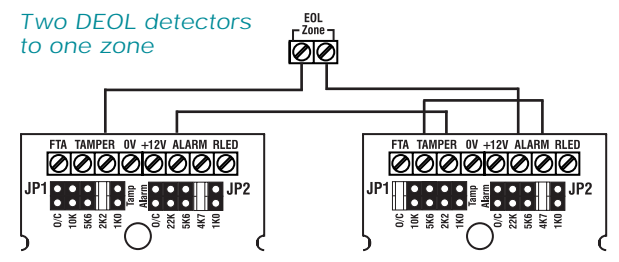 Two DEOL detectors
to one zone
EOL
Zone
FTA TAMPER 0V +12V ALARM RLED
JP1
O/C
10K
5K6
2K2
1K0
Tamp
Alarm
O/C
22K
5K6
4K7
1K0
JP2
FTA TAMPER 0V +12V ALARM RLED
JP1
O/C
10K
5K6
2K2
1K0
Tamp
Alarm
O/C
22K
5K6
4K7
1K0
JP2